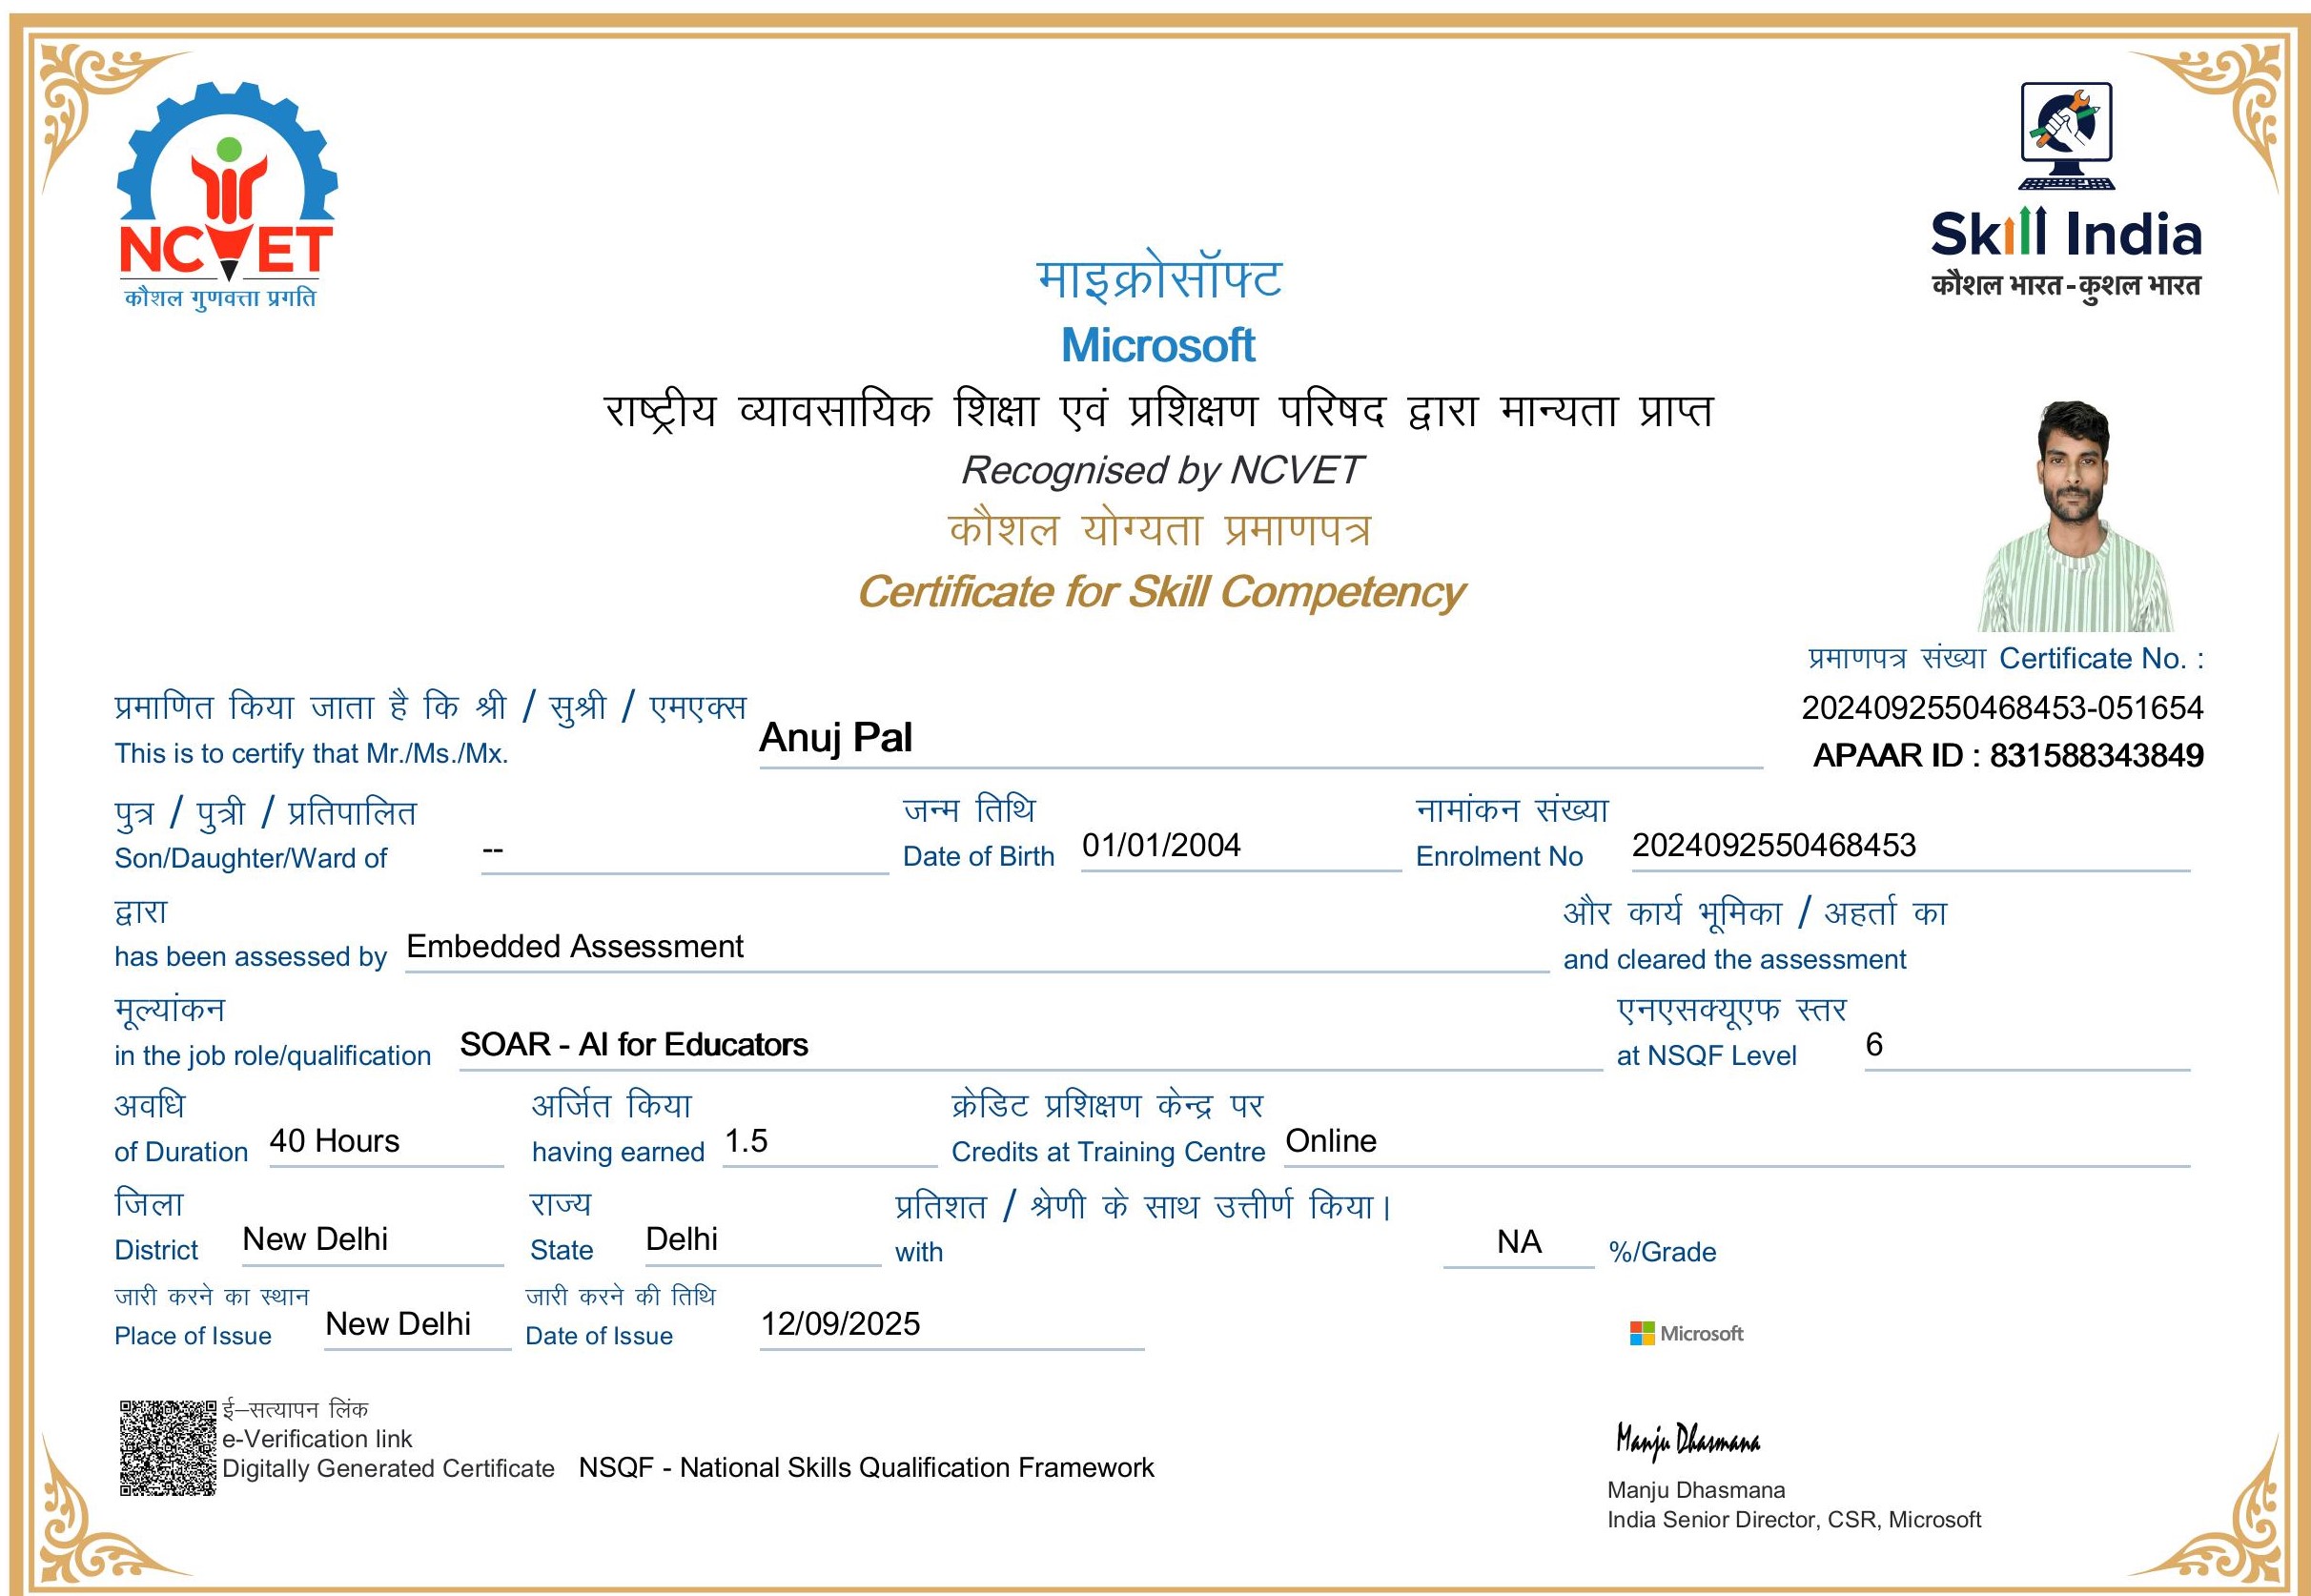 NCVET
कौशल गुणवत्ता प्रगति
Skill India
कौशल भारत-कुशल भारत
माइक्रोसॉफ्ट
Microsoft
राष्ट्रीय व्यावसायिक शिक्षा एवं प्रशिक्षण परिषद द्वारा मान्यता प्राप्त
Recognised by NCVET
कौशल योग्यता प्रमाणपत्र
Certificate for Skill Competency
प्रमाणपत्र संख्या Certificate No. :
2024092550468453-051654
APAAR ID : 831588343849
प्रमाणित किया जाता है कि श्री / सुश्री / एमएक्स
This is to certify that Mr./Ms./Mx. Anuj Pal
पुत्र / पुत्री / प्रतिपालित जन्म तिथि नामांकन संख्या
Son/Daughter/Ward of -- Date of Birth 01/01/2004 Enrolment No 2024092550468453
द्वारा और कार्य भूमिका / अहर्ता का
has been assessed by Embedded Assessment and cleared the assessment
मूल्यांकन एनएसक्यूएफ स्तर
in the job role/qualification SOAR - AI for Educators at NSQF Level 6
अवधि अर्जित किया क्रेडिट प्रशिक्षण केन्द्र पर
of Duration 40 Hours having earned 1.5 Credits at Training Centre Online
जिला राज्य प्रतिशत / श्रेणी के साथ उत्तीर्ण किया।
District New Delhi State Delhi with NA %/Grade
जारी करने का स्थान जारी करने की तिथि
Place of Issue New Delhi Date of Issue 12/09/2025
Microsoft
ई–सत्यापन लिंक
e-Verification link
Digitally Generated Certificate NSQF - National Skills Qualification Framework
Manju Dhasmana
Manju Dhasmana
India Senior Director, CSR, Microsoft